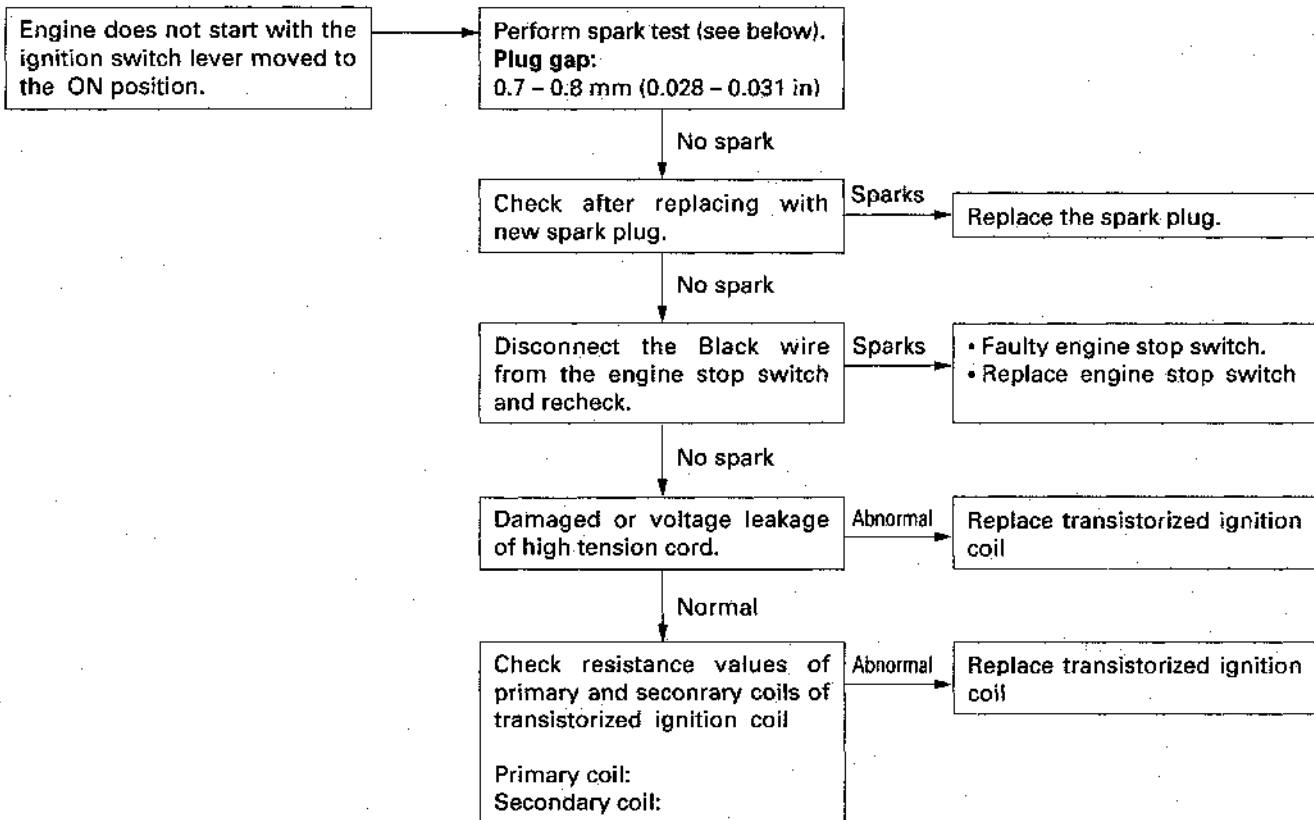 Engine does not start with the
ignition switch lever moved to
the ON position.
Perform spark test (see below).
Plug gap:
0.7 – 0.8 mm (0.028 – 0.031 in)
No spark
Check after replacing with
new spark plug.
Sparks
Replace the spark plug.
No spark
Disconnect the Black wire
from the engine stop switch
and recheck.
Sparks
• Faulty engine stop switch.
• Replace engine stop switch
No spark
Damaged or voltage leakage
of high tension cord.
Abnormal
Replace transistorized ignition
coil
Normal
Check resistance values of
primary and seconrary coils of
transistorized ignition coil
Primary coil:
Secondary coil:
Abnormal
Replace transistorized ignition
coil